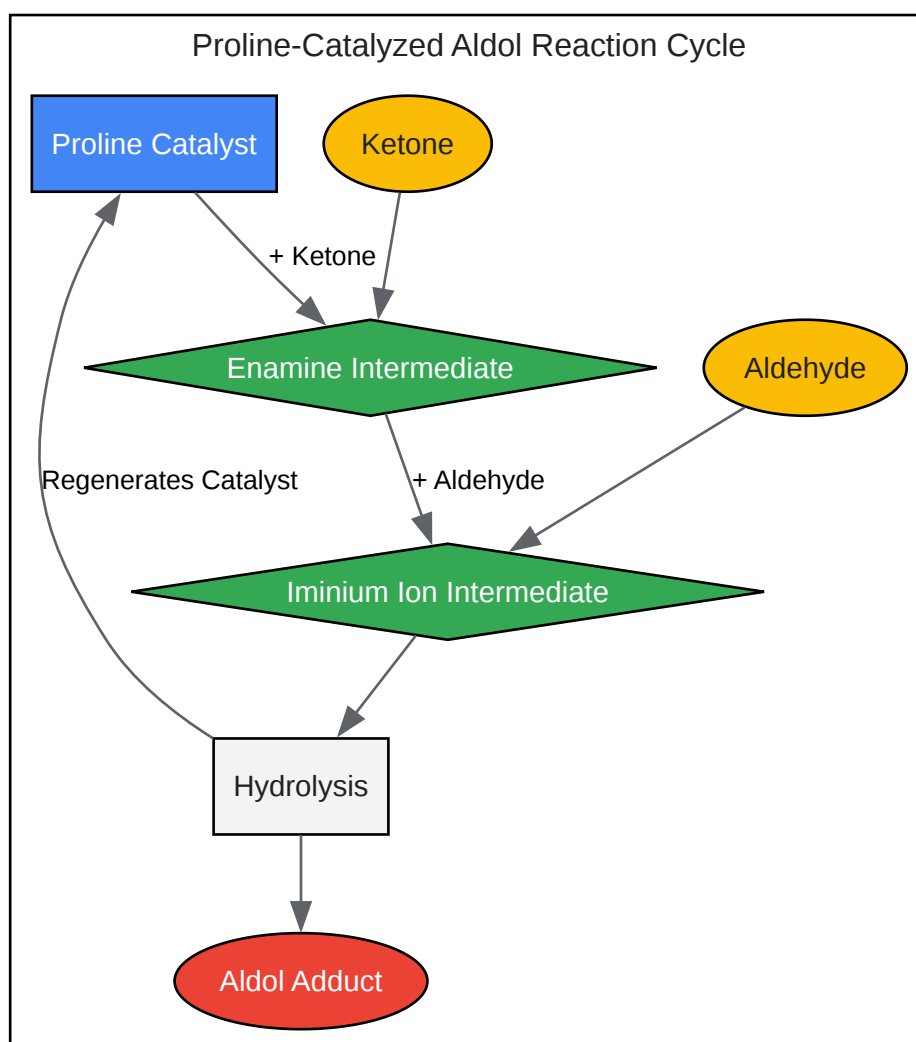 Proline-Catalyzed Aldol Reaction Cycle
Proline Catalyst
Ketone
+ Ketone
Enamine Intermediate
Aldehyde
Regenerates Catalyst
+ Aldehyde
Iminium Ion Intermediate
Hydrolysis
Aldol Adduct